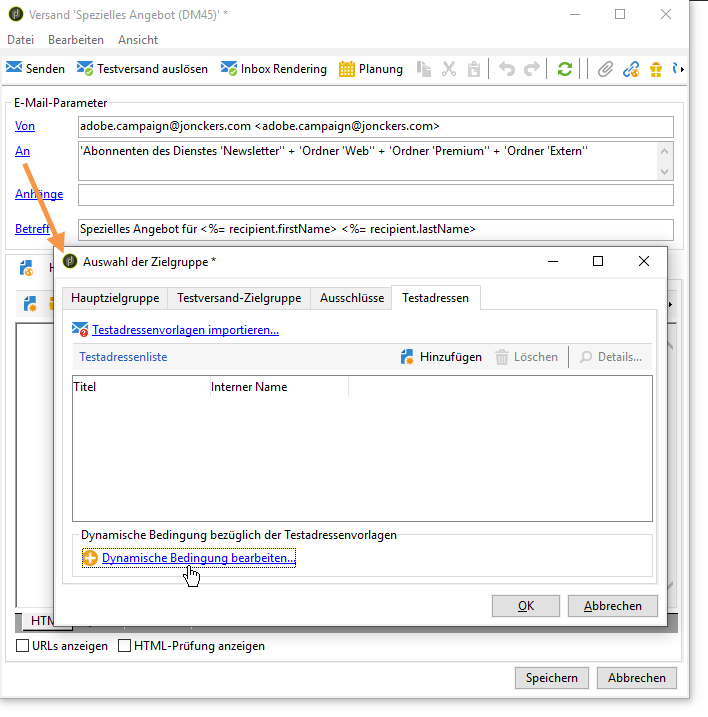 Versand 'Spezielles Angebot (DM45)' *
Datei Bearbeiten Ansicht
Senden Testversand auslösen Inbox Rendering Planung
E-Mail-Parameter
Von adobe.campaign@jonckers.com <adobe.campaign@jonckers.com>
An 'Abonnenten des Dienstes 'Newsletter'' + 'Ordner 'Web'' + 'Ordner 'Premium'' + 'Ordner 'Extern''
Anhänge
Betreff Spezielles Angebot für <%= recipient.firstName> <%= recipient.lastName>
Auswahl der Zielgruppe *
Hauptzielgruppe Testversand-Zielgruppe Ausschlüsse Testadressen
Testadressenvorlagen importieren...
Testadressenliste Hinzufügen Löschen Details...
Titel Interner Name
Dynamische Bedingung bezüglich der Testadressenvorlagen
Dynamische Bedingung bearbeiten...
OK Abbrechen
URLs anzeigen HTML-Prüfung anzeigen
Speichern Abbrechen